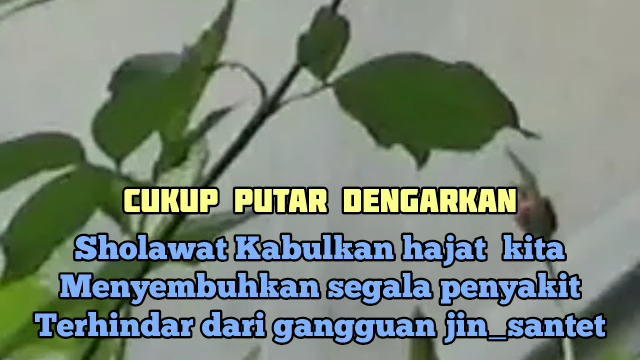 CUKUP PUTAR DENGARKAN
Sholawat Kabulkan hajat kita
Menyembuhkan segala penyakit
Terhindar dari gangguan jin_santet